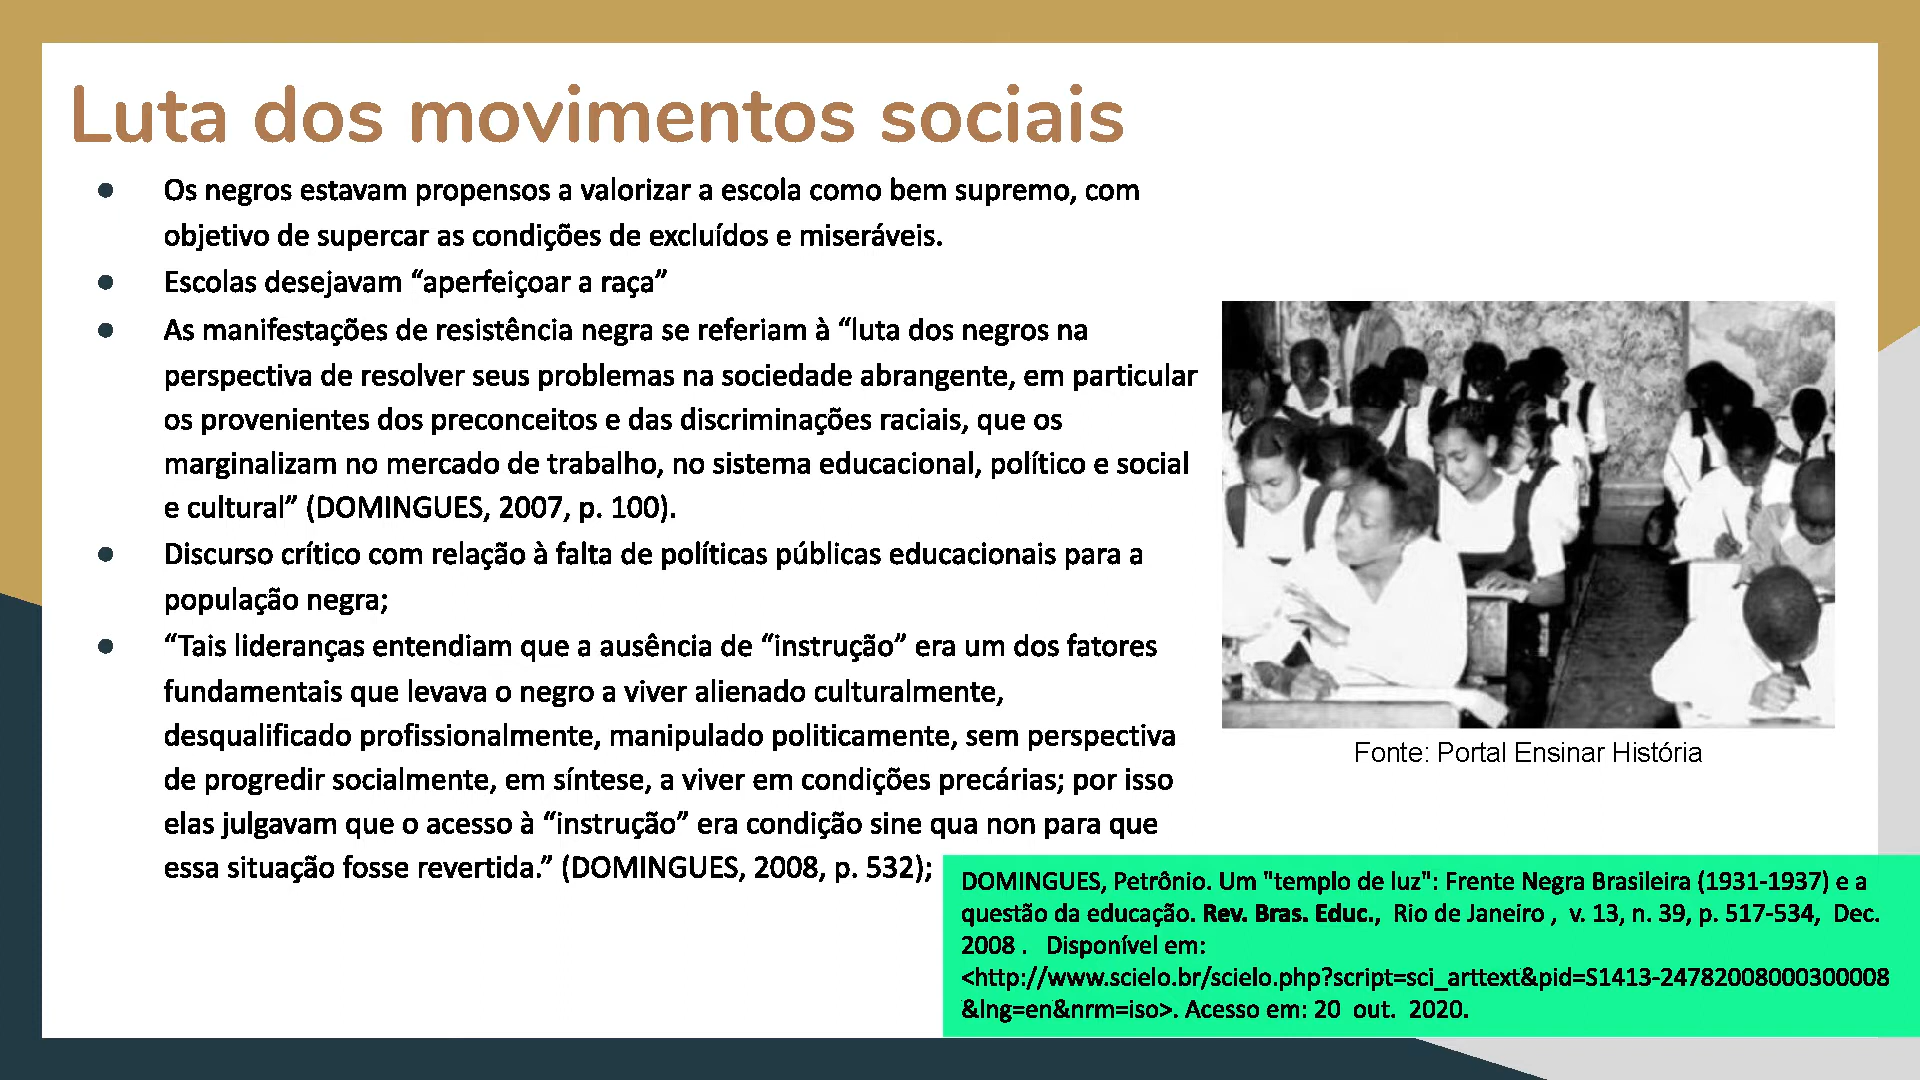 Luta dos movimentos sociais
● Os negros estavam propensos a valorizar a escola como bem supremo, com
objetivo de supercar as condições de excluídos e miseráveis.
● Escolas desejavam “aperfeiçoar a raça”
● As manifestações de resistência negra se referiam à “luta dos negros na
perspectiva de resolver seus problemas na sociedade abrangente, em particular
os provenientes dos preconceitos e das discriminações raciais, que os
marginalizam no mercado de trabalho, no sistema educacional, político e social
e cultural” (DOMINGUES, 2007, p. 100).
● Discurso crítico com relação à falta de políticas públicas educacionais para a
população negra;
● “Tais lideranças entendiam que a ausência de “instrução” era um dos fatores
fundamentais que levava o negro a viver alienado culturalmente,
desqualificado profissionalmente, manipulado politicamente, sem perspectiva
de progredir socialmente, em síntese, a viver em condições precárias; por isso
elas julgavam que o acesso à “instrução” era condição sine qua non para que
essa situação fosse revertida.” (DOMINGUES, 2008, p. 532);
Fonte: Portal Ensinar História
DOMINGUES, Petrônio. Um "templo de luz": Frente Negra Brasileira (1931-1937) e a
questão da educação. Rev. Bras. Educ., Rio de Janeiro , v. 13, n. 39, p. 517-534, Dec.
2008 . Disponível em:
<http://www.scielo.br/scielo.php?script=sci_arttext&pid=S1413-24782008000300008
&lng=en&nrm=iso>. Acesso em: 20 out. 2020.